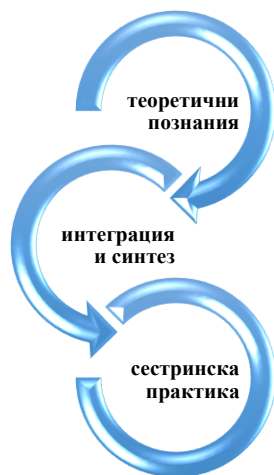 теоретични
познания
интеграция
и синтез
сестринска
практика